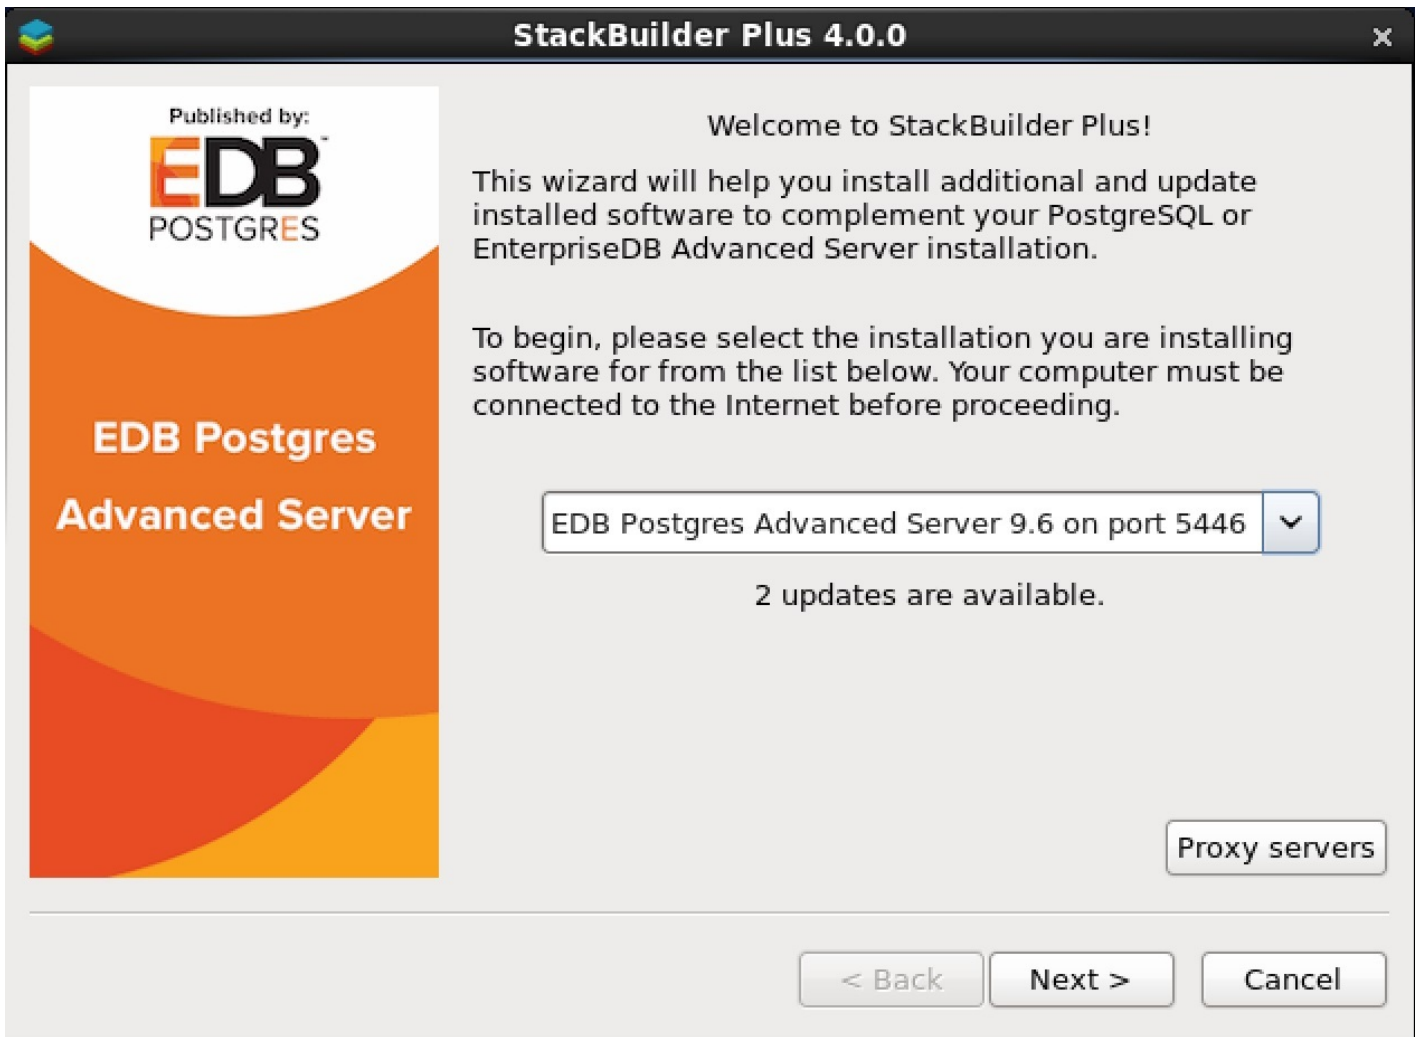 StackBuilder Plus 4.0.0
Published by:
EDB™
POSTGRES
EDB Postgres
Advanced Server
Welcome to StackBuilder Plus!
This wizard will help you install additional and update
installed software to complement your PostgreSQL or
EnterpriseDB Advanced Server installation.
To begin, please select the installation you are installing
software for from the list below. Your computer must be
connected to the Internet before proceeding.
EDB Postgres Advanced Server 9.6 on port 5446
2 updates are available.
Proxy servers
< Back
Next >
Cancel